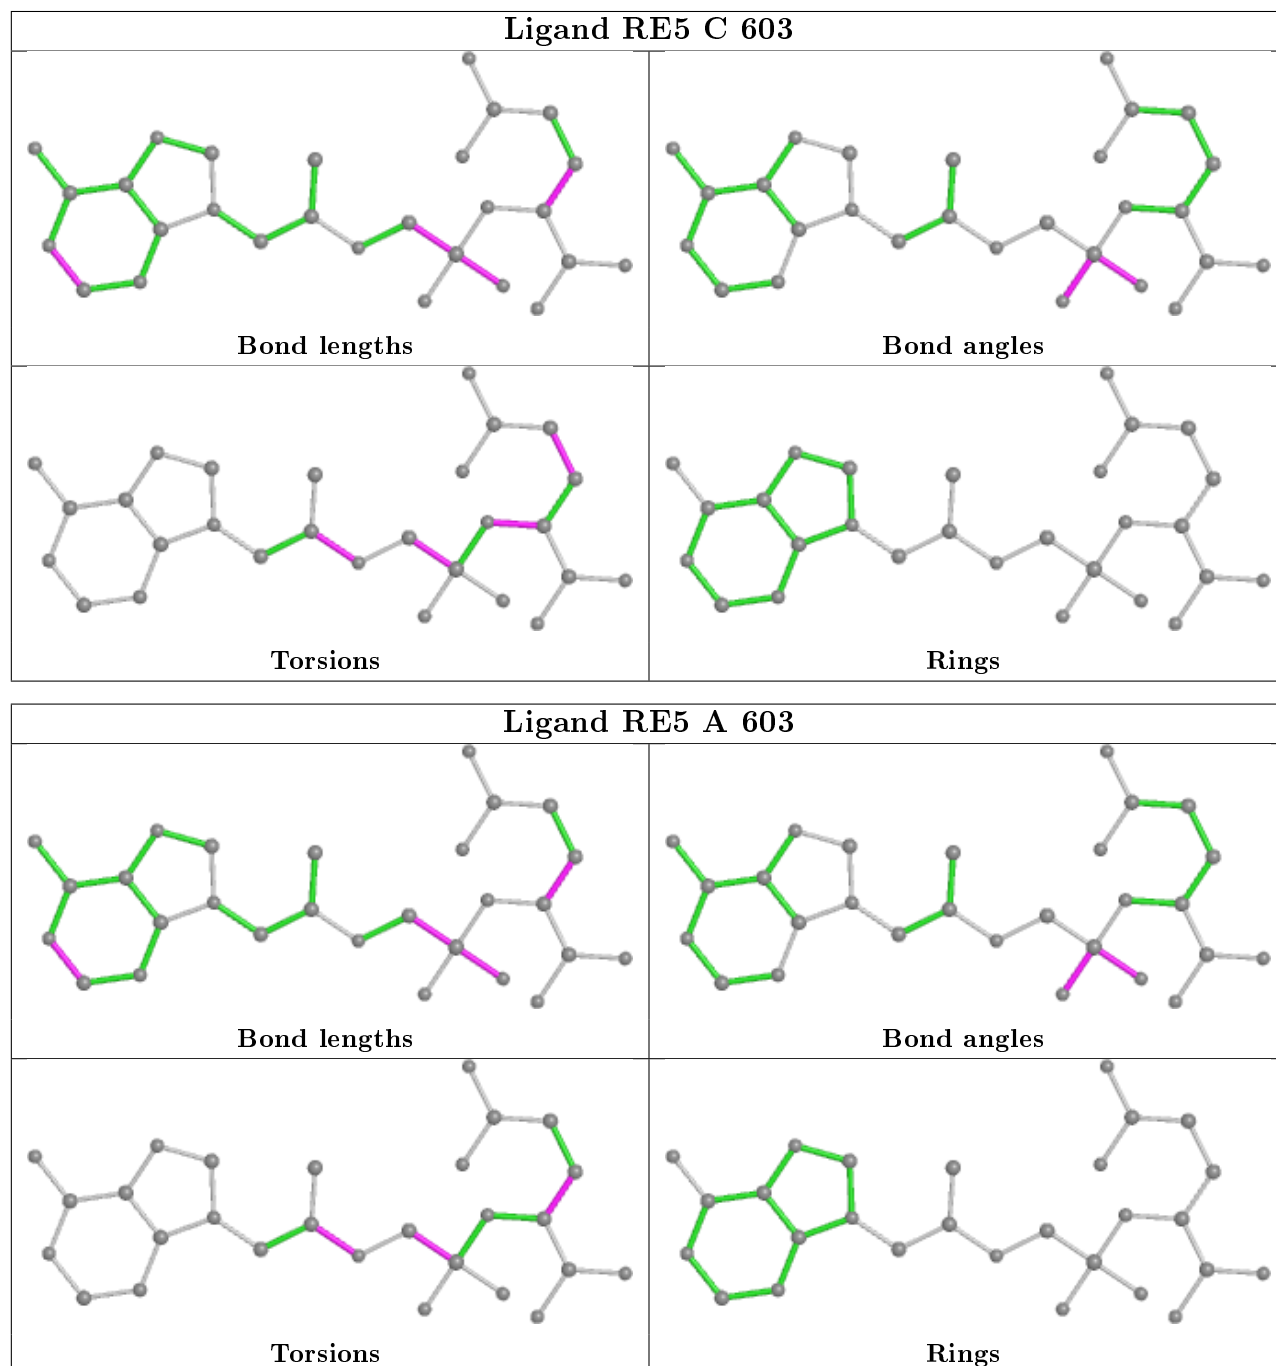 Ligand RE5 C 603
Bond lengths
Bond angles
Torsions
Rings
Ligand RE5 A 603
Bond lengths
Bond angles
Torsions
Rings